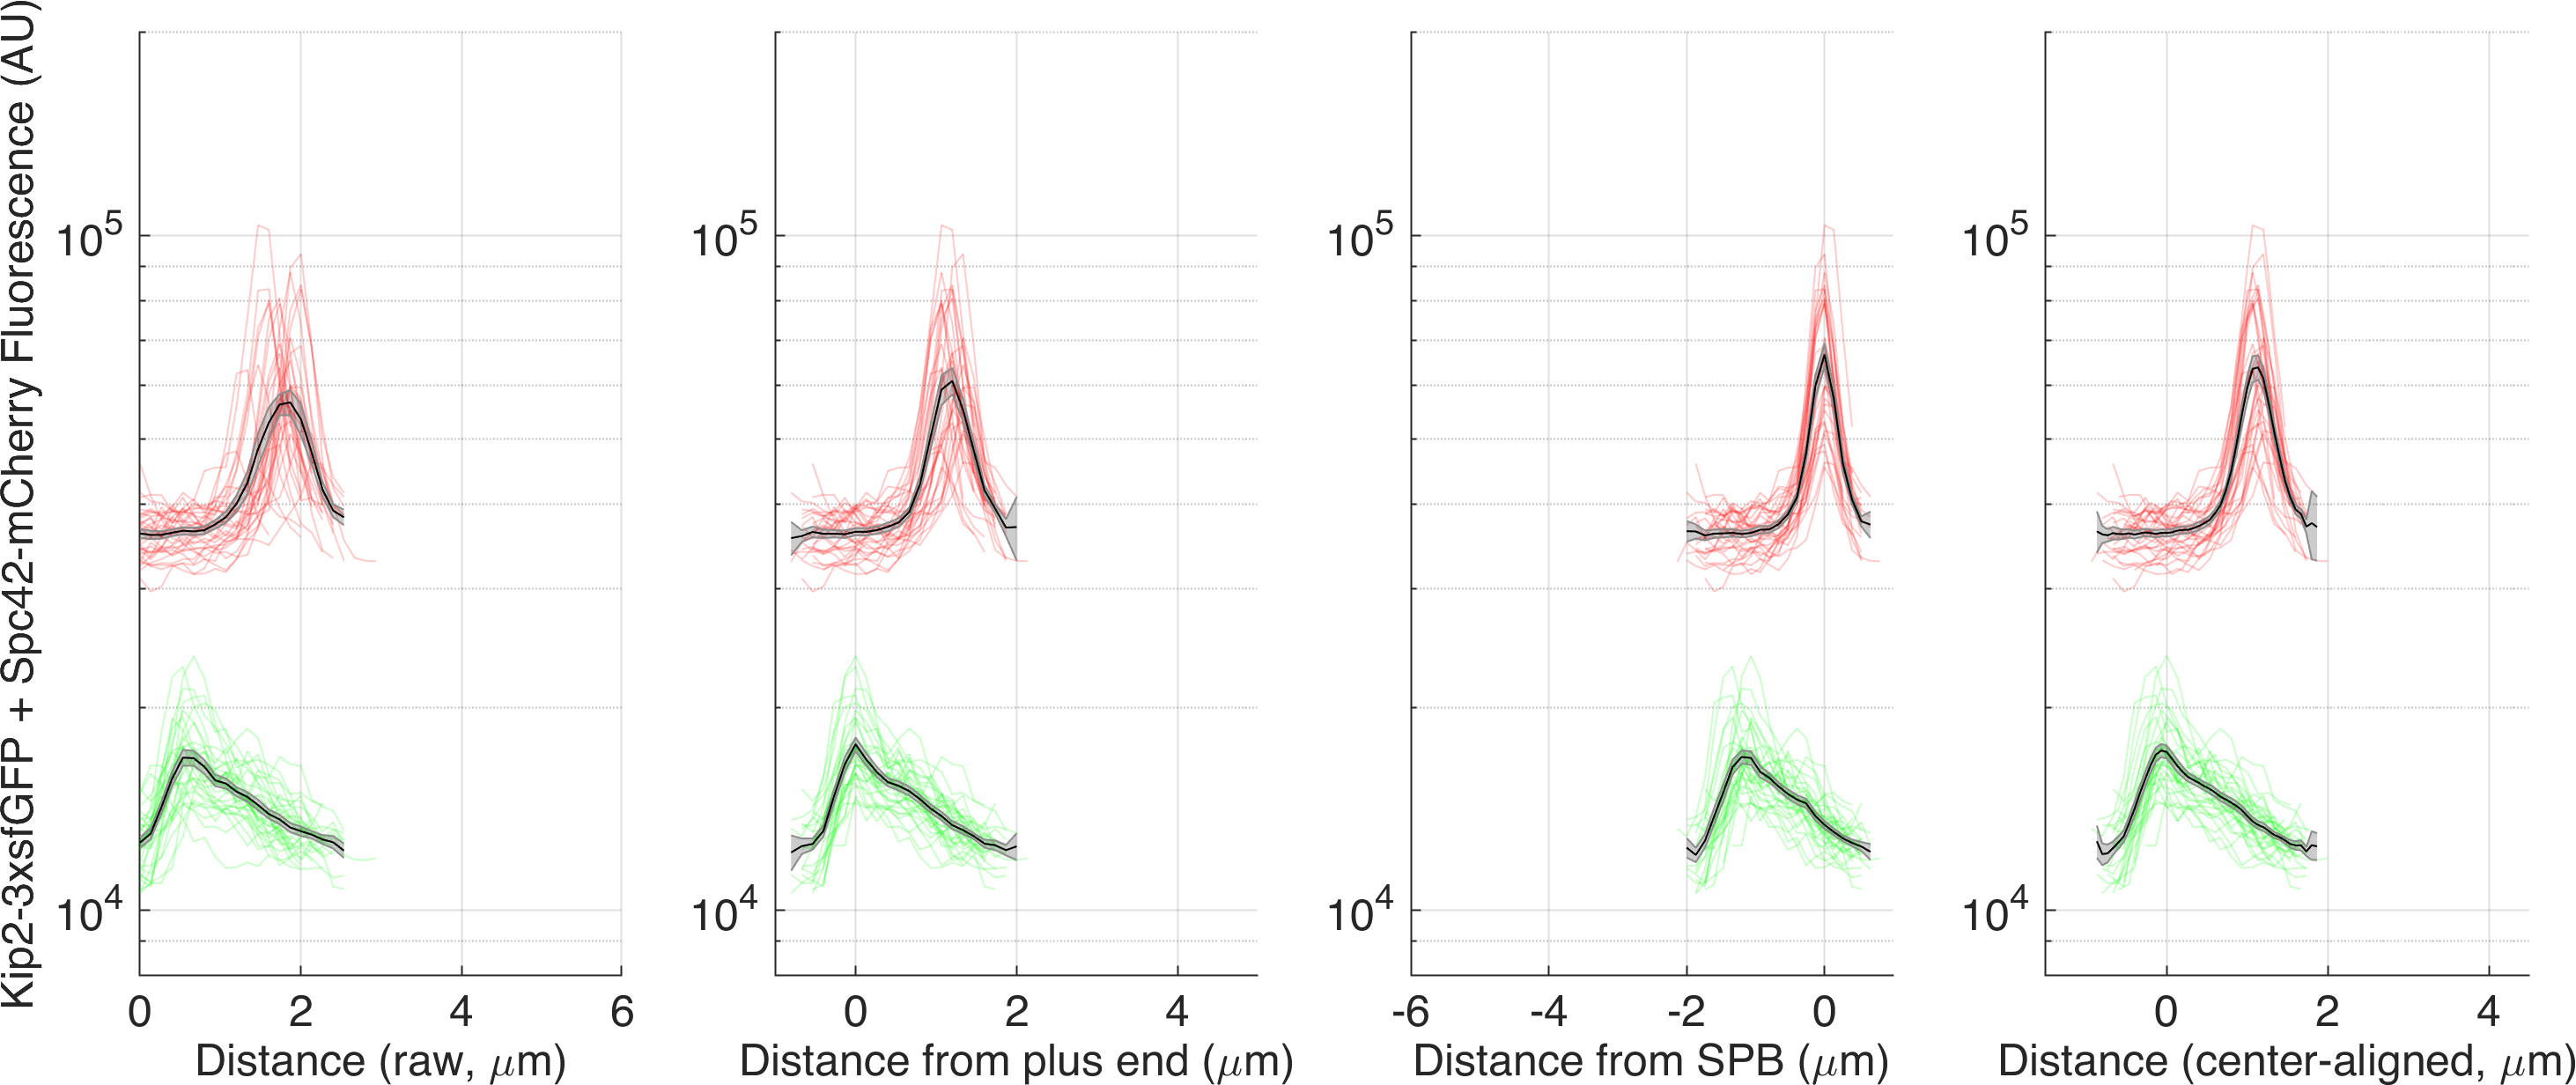 Kip2-3xsfGFP + Spc42-mCherry Fluorescence (AU)
10^5
10^4
0 2 4 6
Distance (raw, μm)
10^5
10^4
0 2 4
Distance from plus end (μm)
10^5
10^4
-6 -4 -2 0
Distance from SPB (μm)
10^5
10^4
0 2 4
Distance (center-aligned, μm)